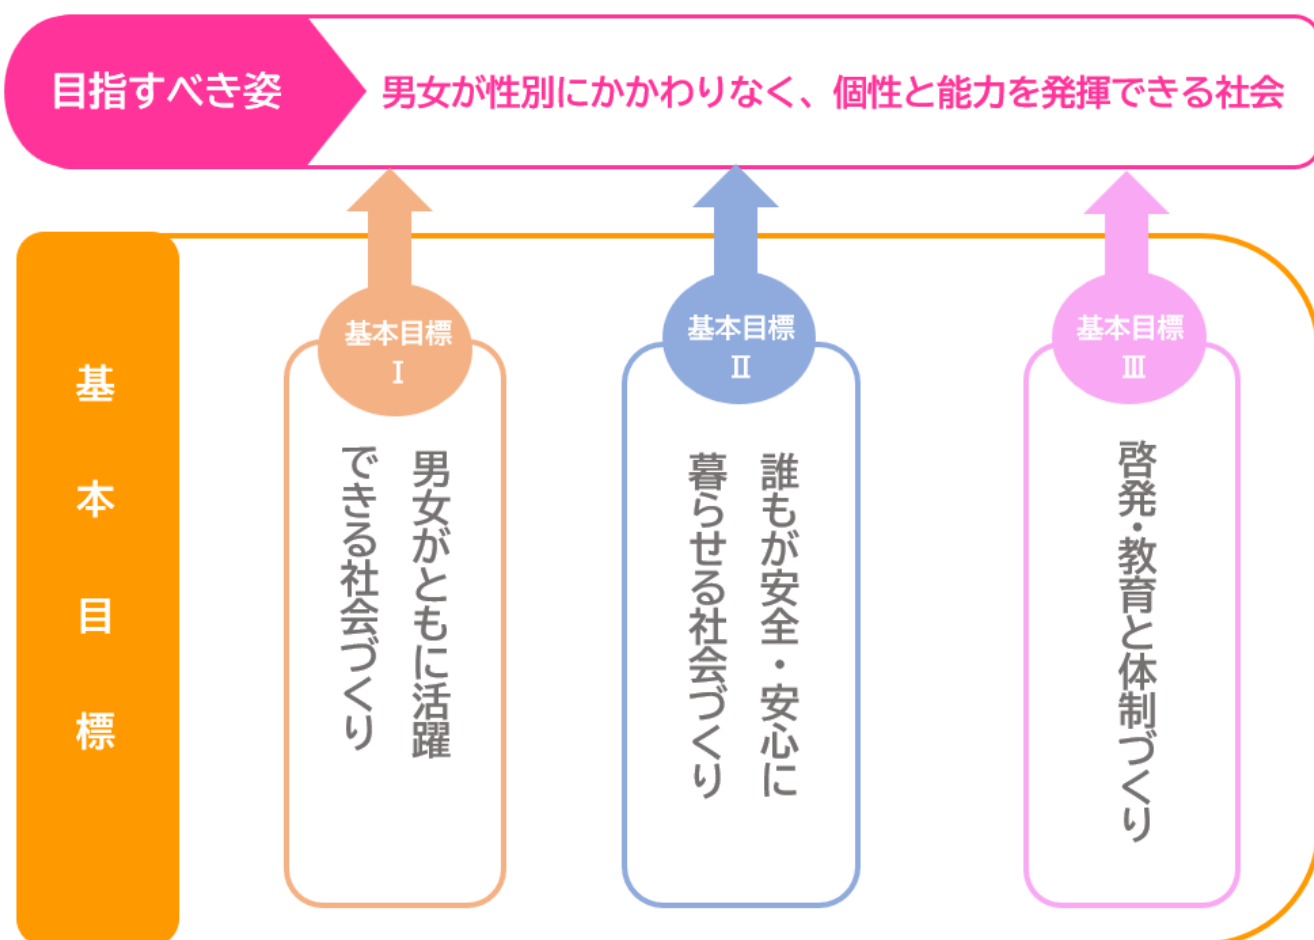 目指すべき姿
男女が性別にかかわりなく、個性と能力を発揮できる社会
基本目標
基本目標
Ⅰ
男女がともに活躍
できる社会づくり
基本目標
Ⅱ
誰もが安全・安心に
暮らせる社会づくり
基本目標
Ⅲ
啓発・教育と体制づくり